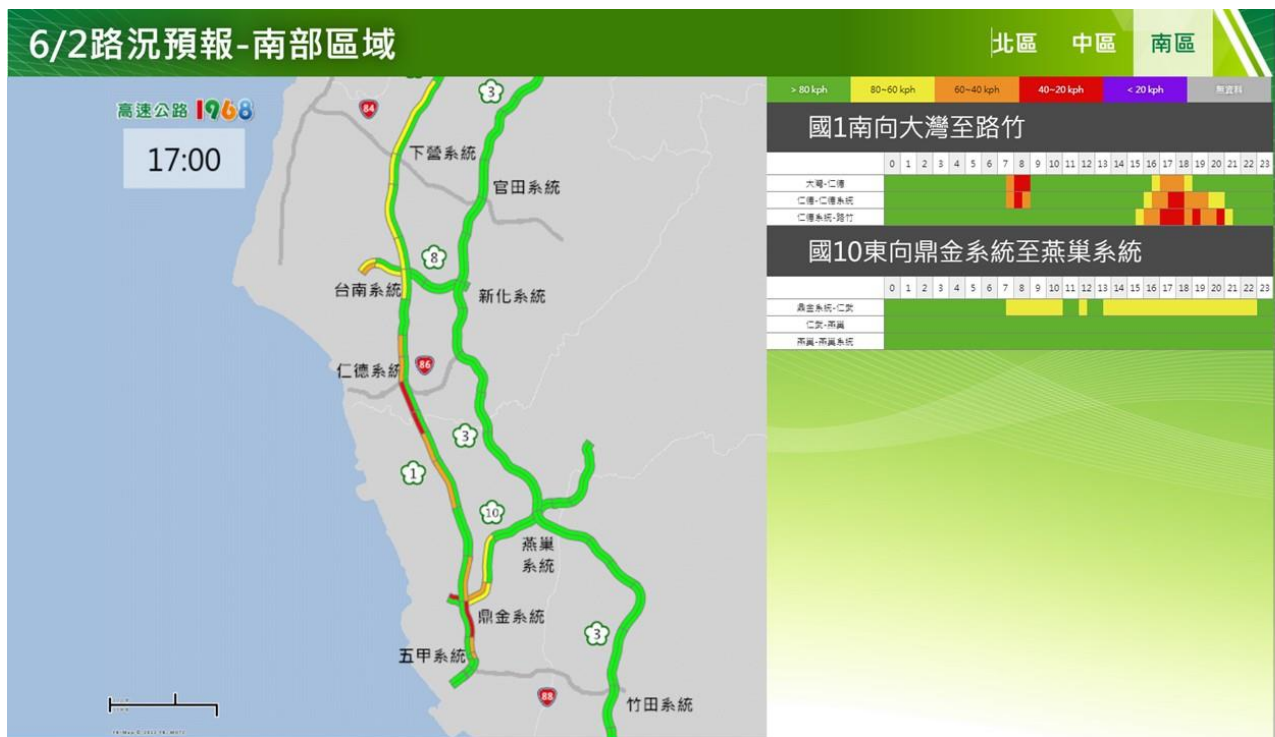 6/2路況預報-南部區域
北區 中區 南區
高速公路 1968
17:00
3
84
下營系統
官田系統
8
台南系統
新化系統
仁德系統
86
3
1
10
燕巢
系統
鼎金系統
3
五甲系統
88
竹田系統
> 80 kph 80~60 kph 60~40 kph 40~20 kph < 20 kph 無資料
國1南向大灣至路竹
0 1 2 3 4 5 6 7 8 9 10 11 12 13 14 15 16 17 18 19 20 21 22 23
大灣-仁德
仁德-仁德系統
仁德系統-路竹
國10東向鼎金系統至燕巢系統
0 1 2 3 4 5 6 7 8 9 10 11 12 13 14 15 16 17 18 19 20 21 22 23
鼎金系統-仁武
仁武-燕巢
燕巢-燕巢系統